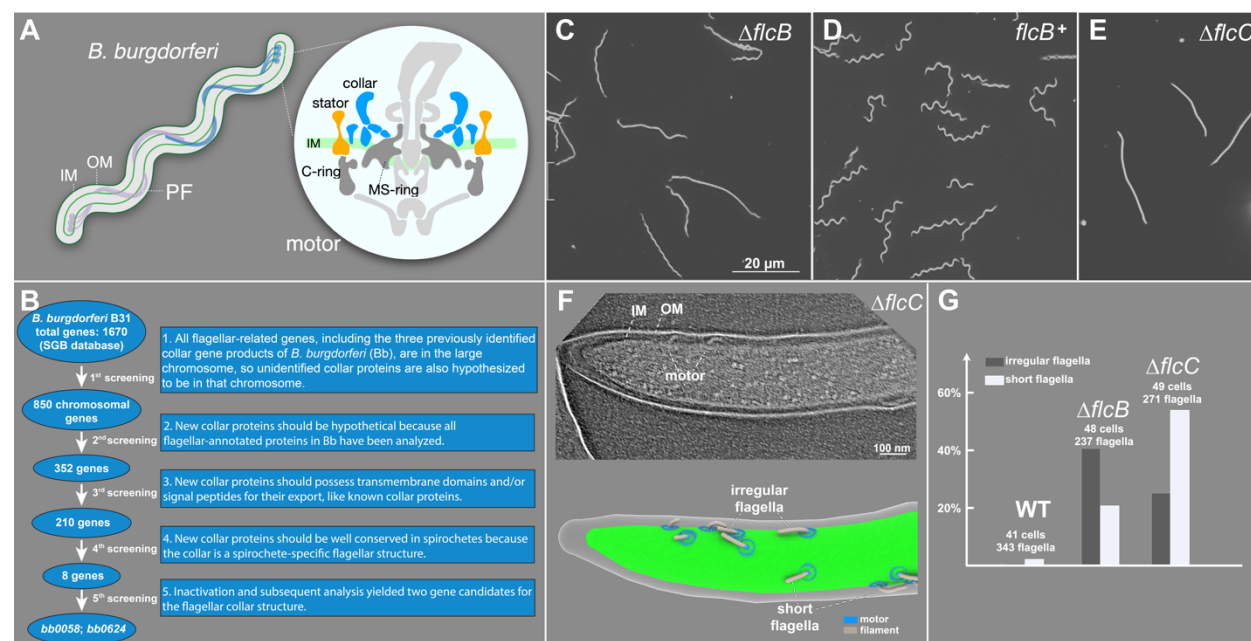 A
B. burgdorferi
IM
OM
PF
collar
stator
IM
C-ring
MS-ring
motor
B
B. burgdorferi B31
total genes: 1670
(SGB database)
1st screening
850 chromosomal
genes
2nd screening
352 genes
3rd screening
210 genes
4th screening
8 genes
5th screening
bb0058; bb0624
1. All flagellar-related genes, including the three previously identified
collar gene products of B. burgdorferi (Bb), are in the large
chromosome, so unidentified collar proteins are also hypothesized
to be in that chromosome.
2. New collar proteins should be hypothetical because all
flagellar-annotated proteins in Bb have been analyzed.
3. New collar proteins should possess transmembrane domains and/or
signal peptides for their export, like known collar proteins.
4. New collar proteins should be well conserved in spirochetes because
the collar is a spirochete-specific flagellar structure.
5. Inactivation and subsequent analysis yielded two gene candidates for
the flagellar collar structure.
C
ΔflcB
20 µm
D
flcB+
E
ΔflcC
F
ΔflcC
IM
OM
motor
100 nm
irregular
flagella
short
flagella
motor
filament
G
irregular flagella
short flagella
60%
40%
20%
WT
41 cells
343 flagella
ΔflcB
48 cells
237 flagella
ΔflcC
49 cells
271 flagella